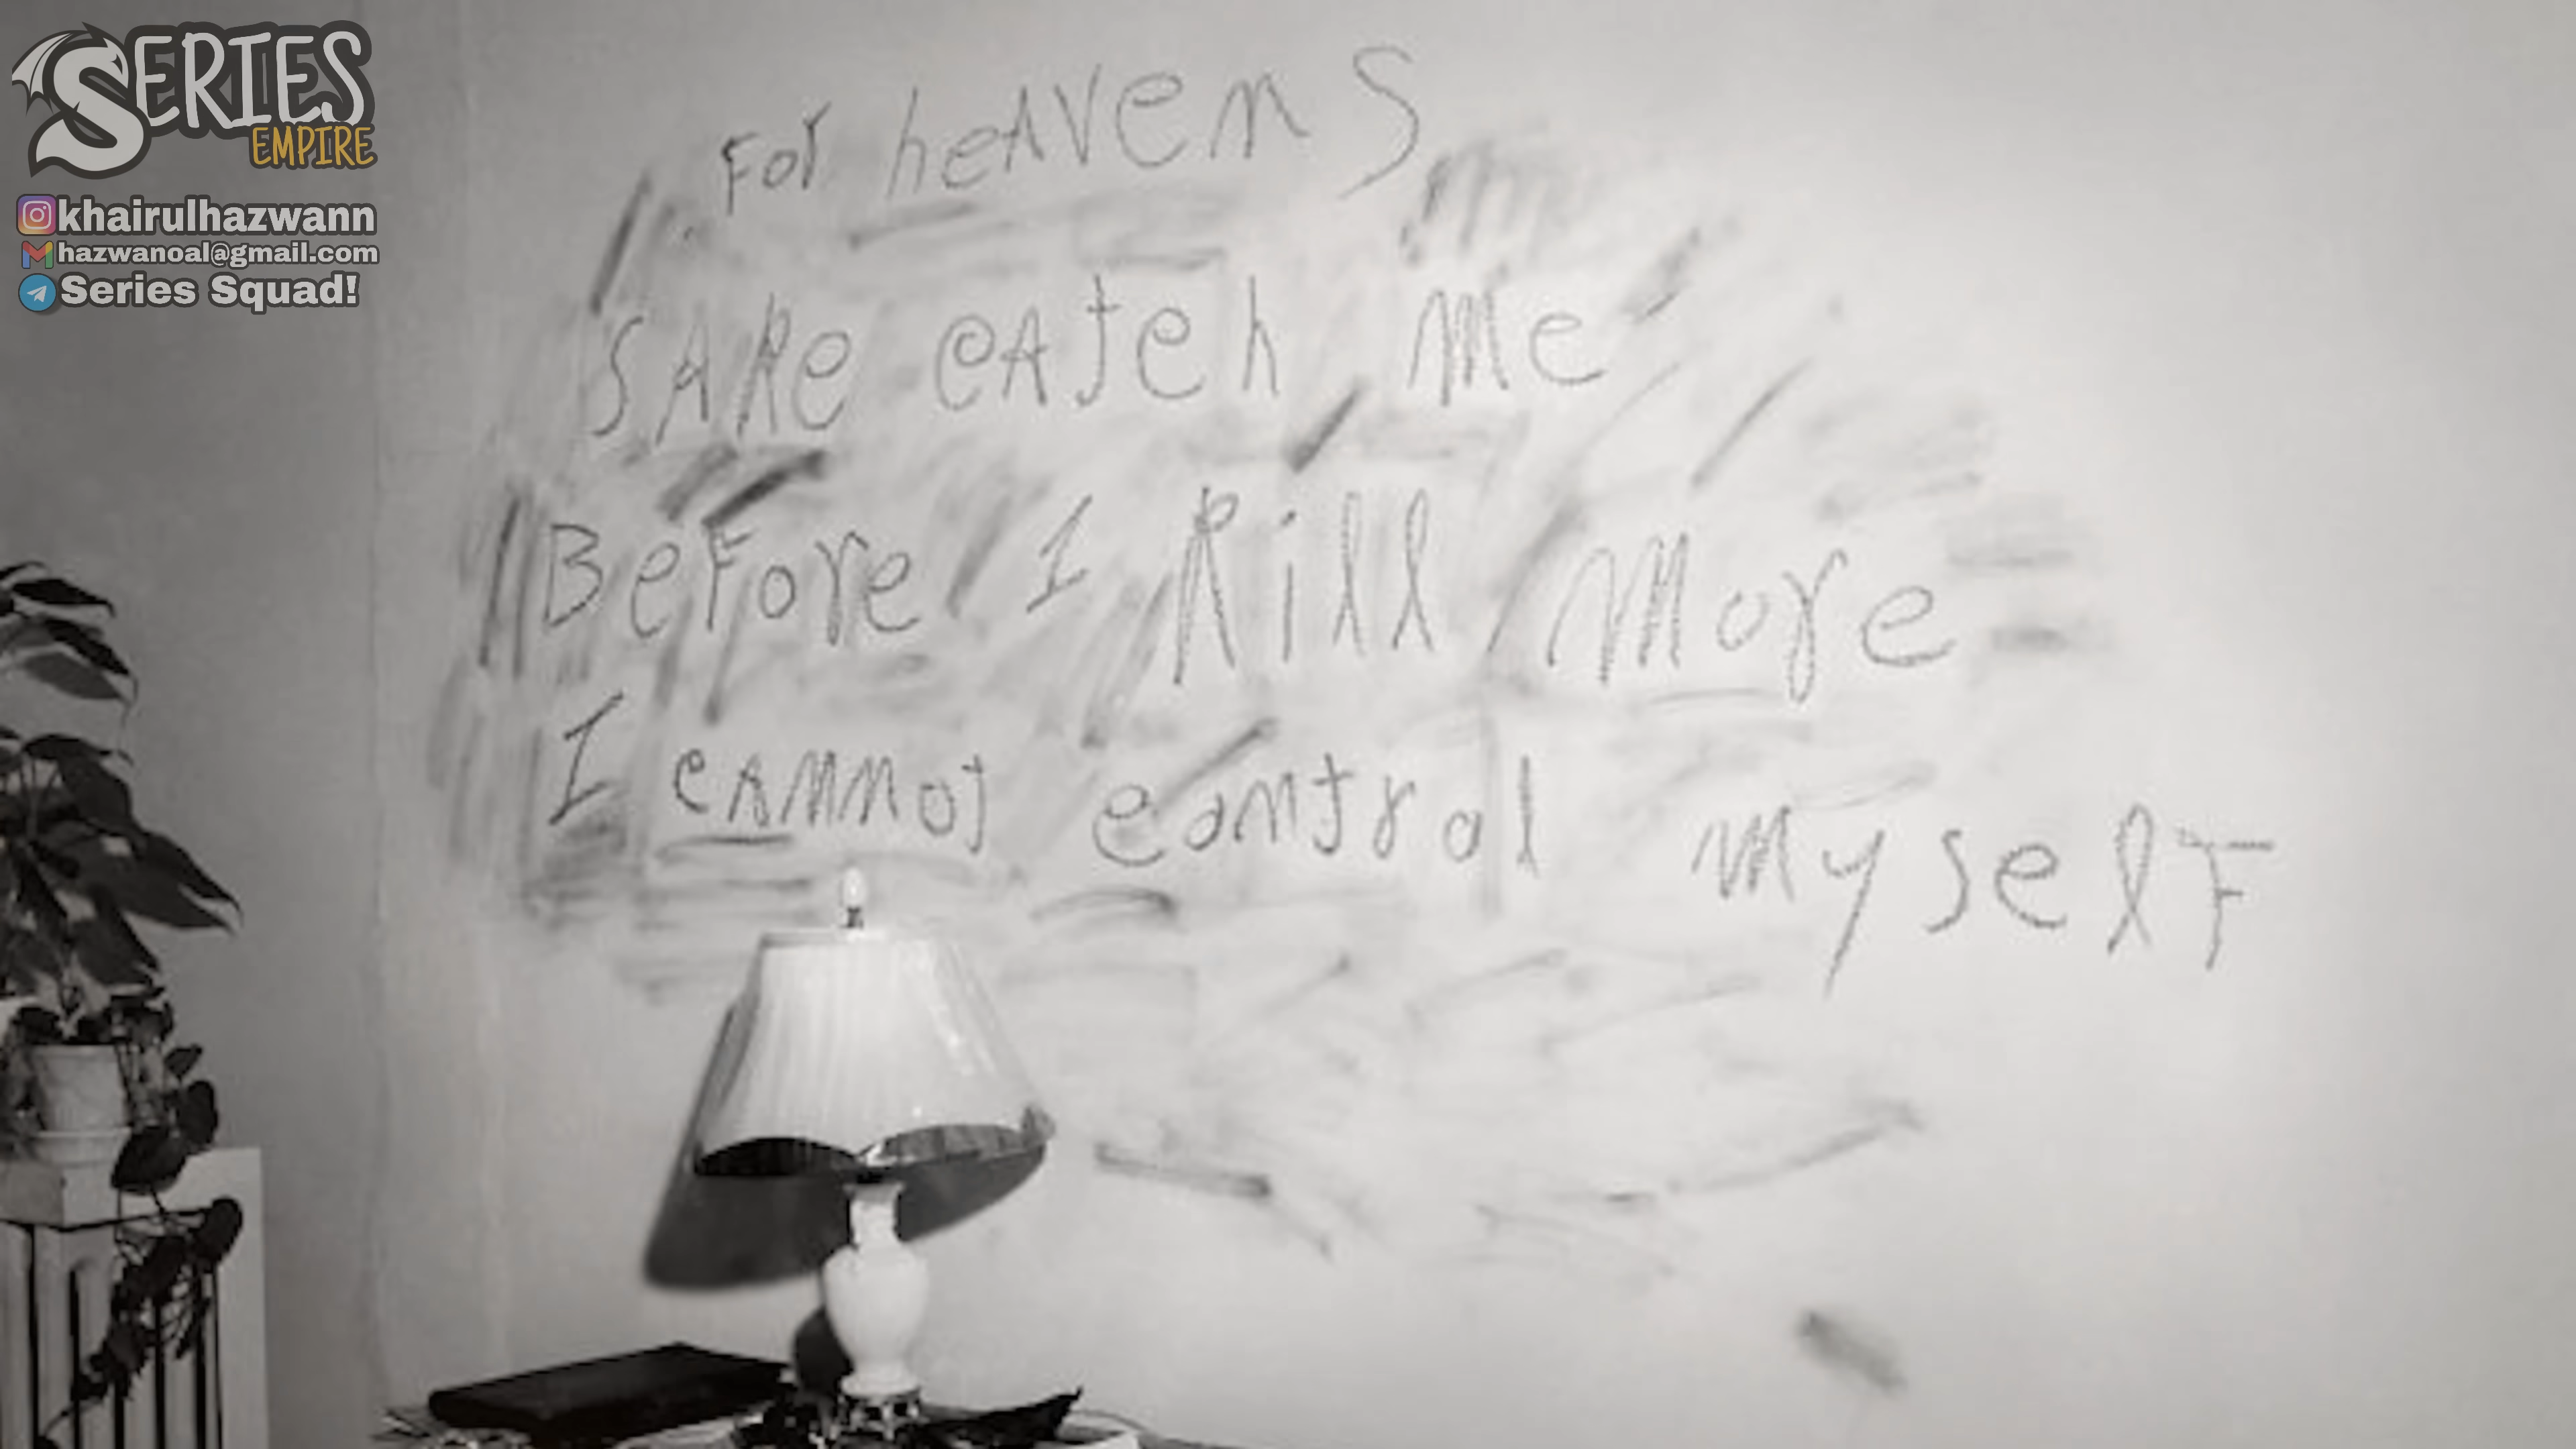 SERIES
EMPIRE
khairulhazwann
hazwanoal@gmail.com
Series Squad!
For heAvens
SAKe cAtch Me
BeFore I Kill More
I cAnnot control MyselF